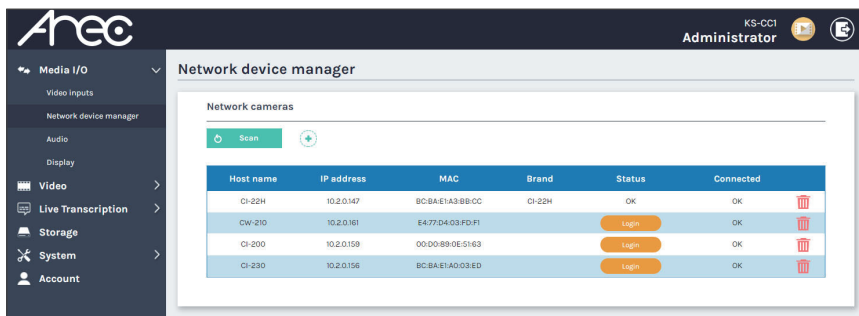 Arec
KS-CC1
Administrator
Media I/O
Video inputs
Network device manager
Audio
Display
Video
Live Transcription
Storage
System
Account
Network device manager
Network cameras
Scan
Host name IP address MAC Brand Status Connected
CI-22H 10.2.0.147 BC:BA:E1:A3:BB:CC CI-22H OK OK
CW-210 10.2.0.161 E4:77:D4:03:FD:F1 Login OK
CI-200 10.2.0.159 00:D0:89:0E:51:63 Login OK
CI-230 10.2.0.156 BC:BA:E1:A0:03:ED Login OK